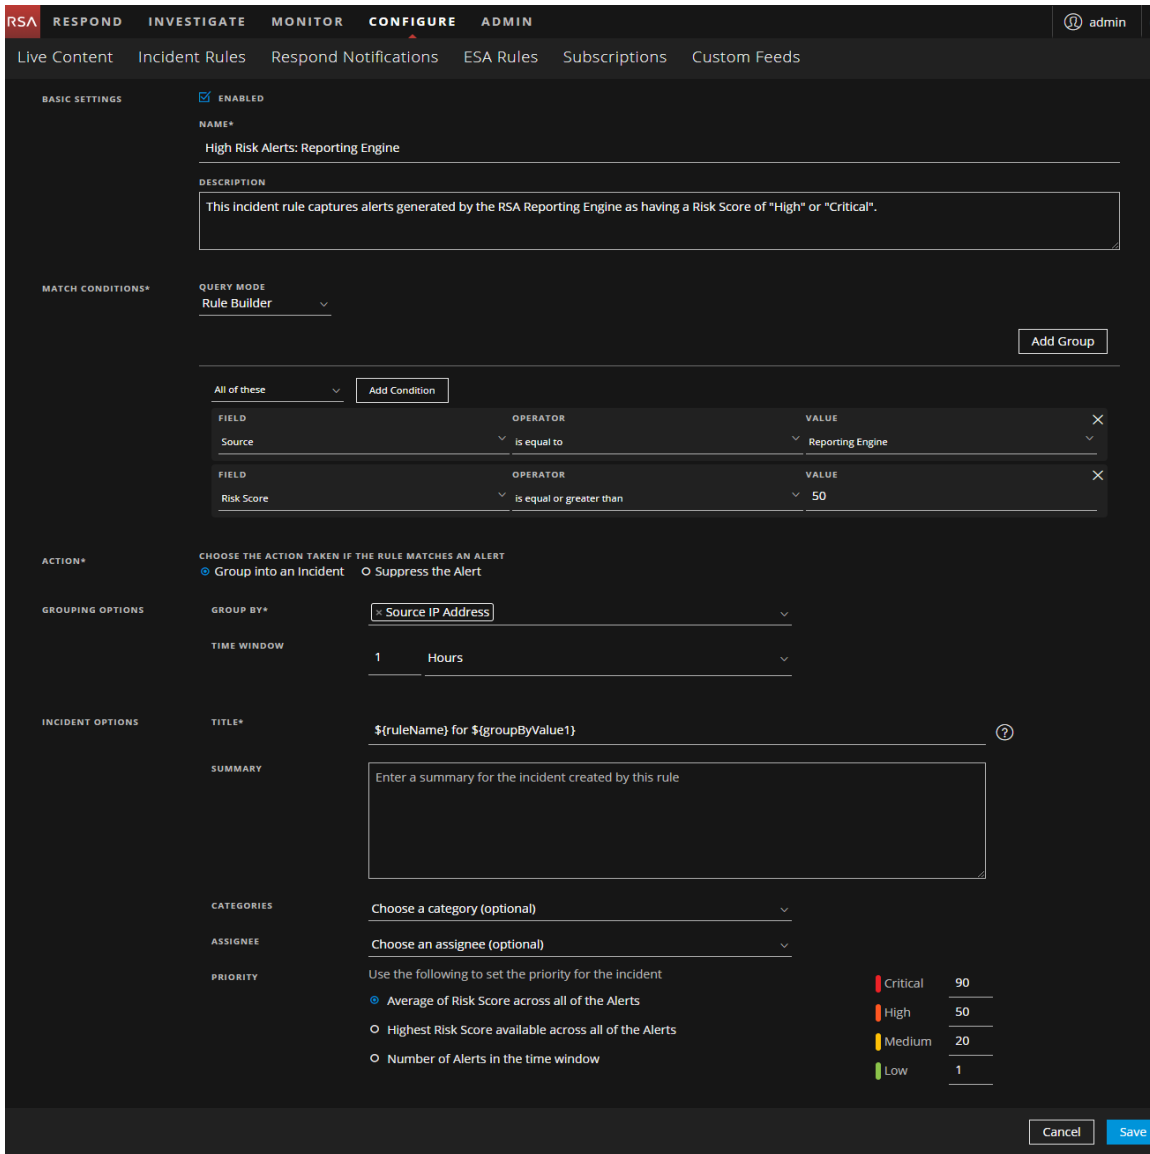 RSA RESPOND INVESTIGATE MONITOR CONFIGURE ADMIN admin
Live Content Incident Rules Respond Notifications ESA Rules Subscriptions Custom Feeds
BASIC SETTINGS ENABLED
NAME*
High Risk Alerts: Reporting Engine
DESCRIPTION
This incident rule captures alerts generated by the RSA Reporting Engine as having a Risk Score of "High" or "Critical".
MATCH CONDITIONS* QUERY MODE
Rule Builder
Add Group
All of these Add Condition
FIELD OPERATOR VALUE
Source is equal to Reporting Engine
FIELD OPERATOR VALUE
Risk Score is equal or greater than 50
ACTION* CHOOSE THE ACTION TAKEN IF THE RULE MATCHES AN ALERT
Group into an Incident Suppress the Alert
GROUPING OPTIONS GROUP BY* × Source IP Address
TIME WINDOW 1 Hours
INCIDENT OPTIONS TITLE* ${ruleName} for ${groupByValue1} ?
SUMMARY Enter a summary for the incident created by this rule
CATEGORIES Choose a category (optional)
ASSIGNEE Choose an assignee (optional)
PRIORITY Use the following to set the priority for the incident
Average of Risk Score across all of the Alerts
Highest Risk Score available across all of the Alerts
Number of Alerts in the time window
Critical 90
High 50
Medium 20
Low 1
Cancel Save